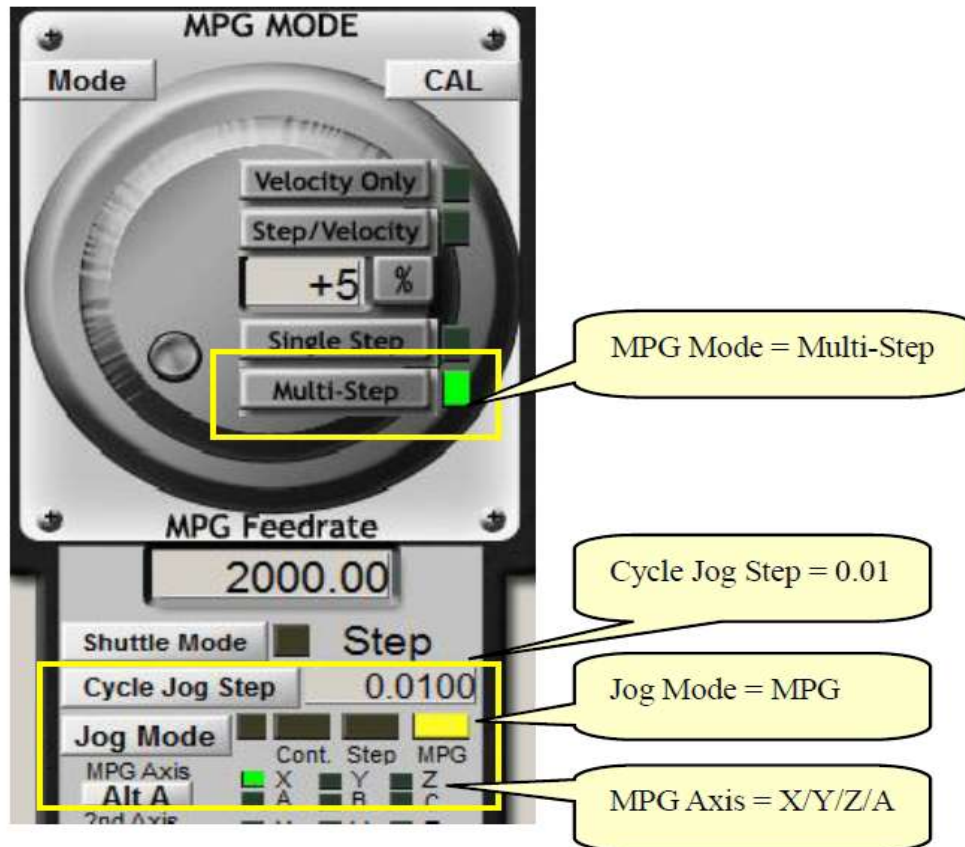 MPG MODE
Mode
CAL
Velocity Only
Step/Velocity
+5 %
Single Step
Multi-Step
MPG Mode = Multi-Step
MPG Feedrate
2000.00
Shuttle Mode Step
Cycle Jog Step 0.0100
Cycle Jog Step = 0.01
Jog Mode
Cont. Step MPG
Jog Mode = MPG
MPG Axis
X Y Z
Alt A
A B C
MPG Axis = X/Y/Z/A
2nd Axis